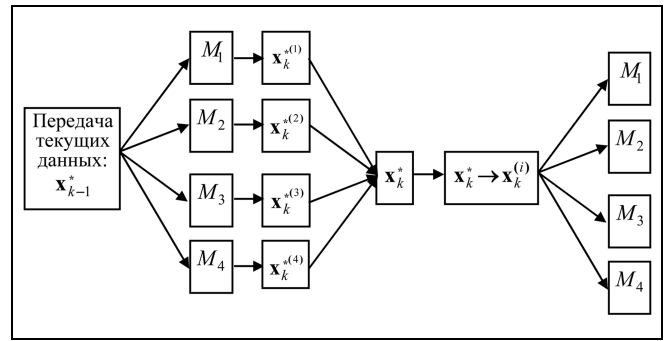 Передача
текущих
данных:
x*ₖ₋₁
M₁
x*⁽¹⁾ₖ
M₂
x*⁽²⁾ₖ
M₃
x*⁽³⁾ₖ
M₄
x*⁽⁴⁾ₖ
x*ₖ
x*ₖ → x⁽ⁱ⁾ₖ
M₁
M₂
M₃
M₄